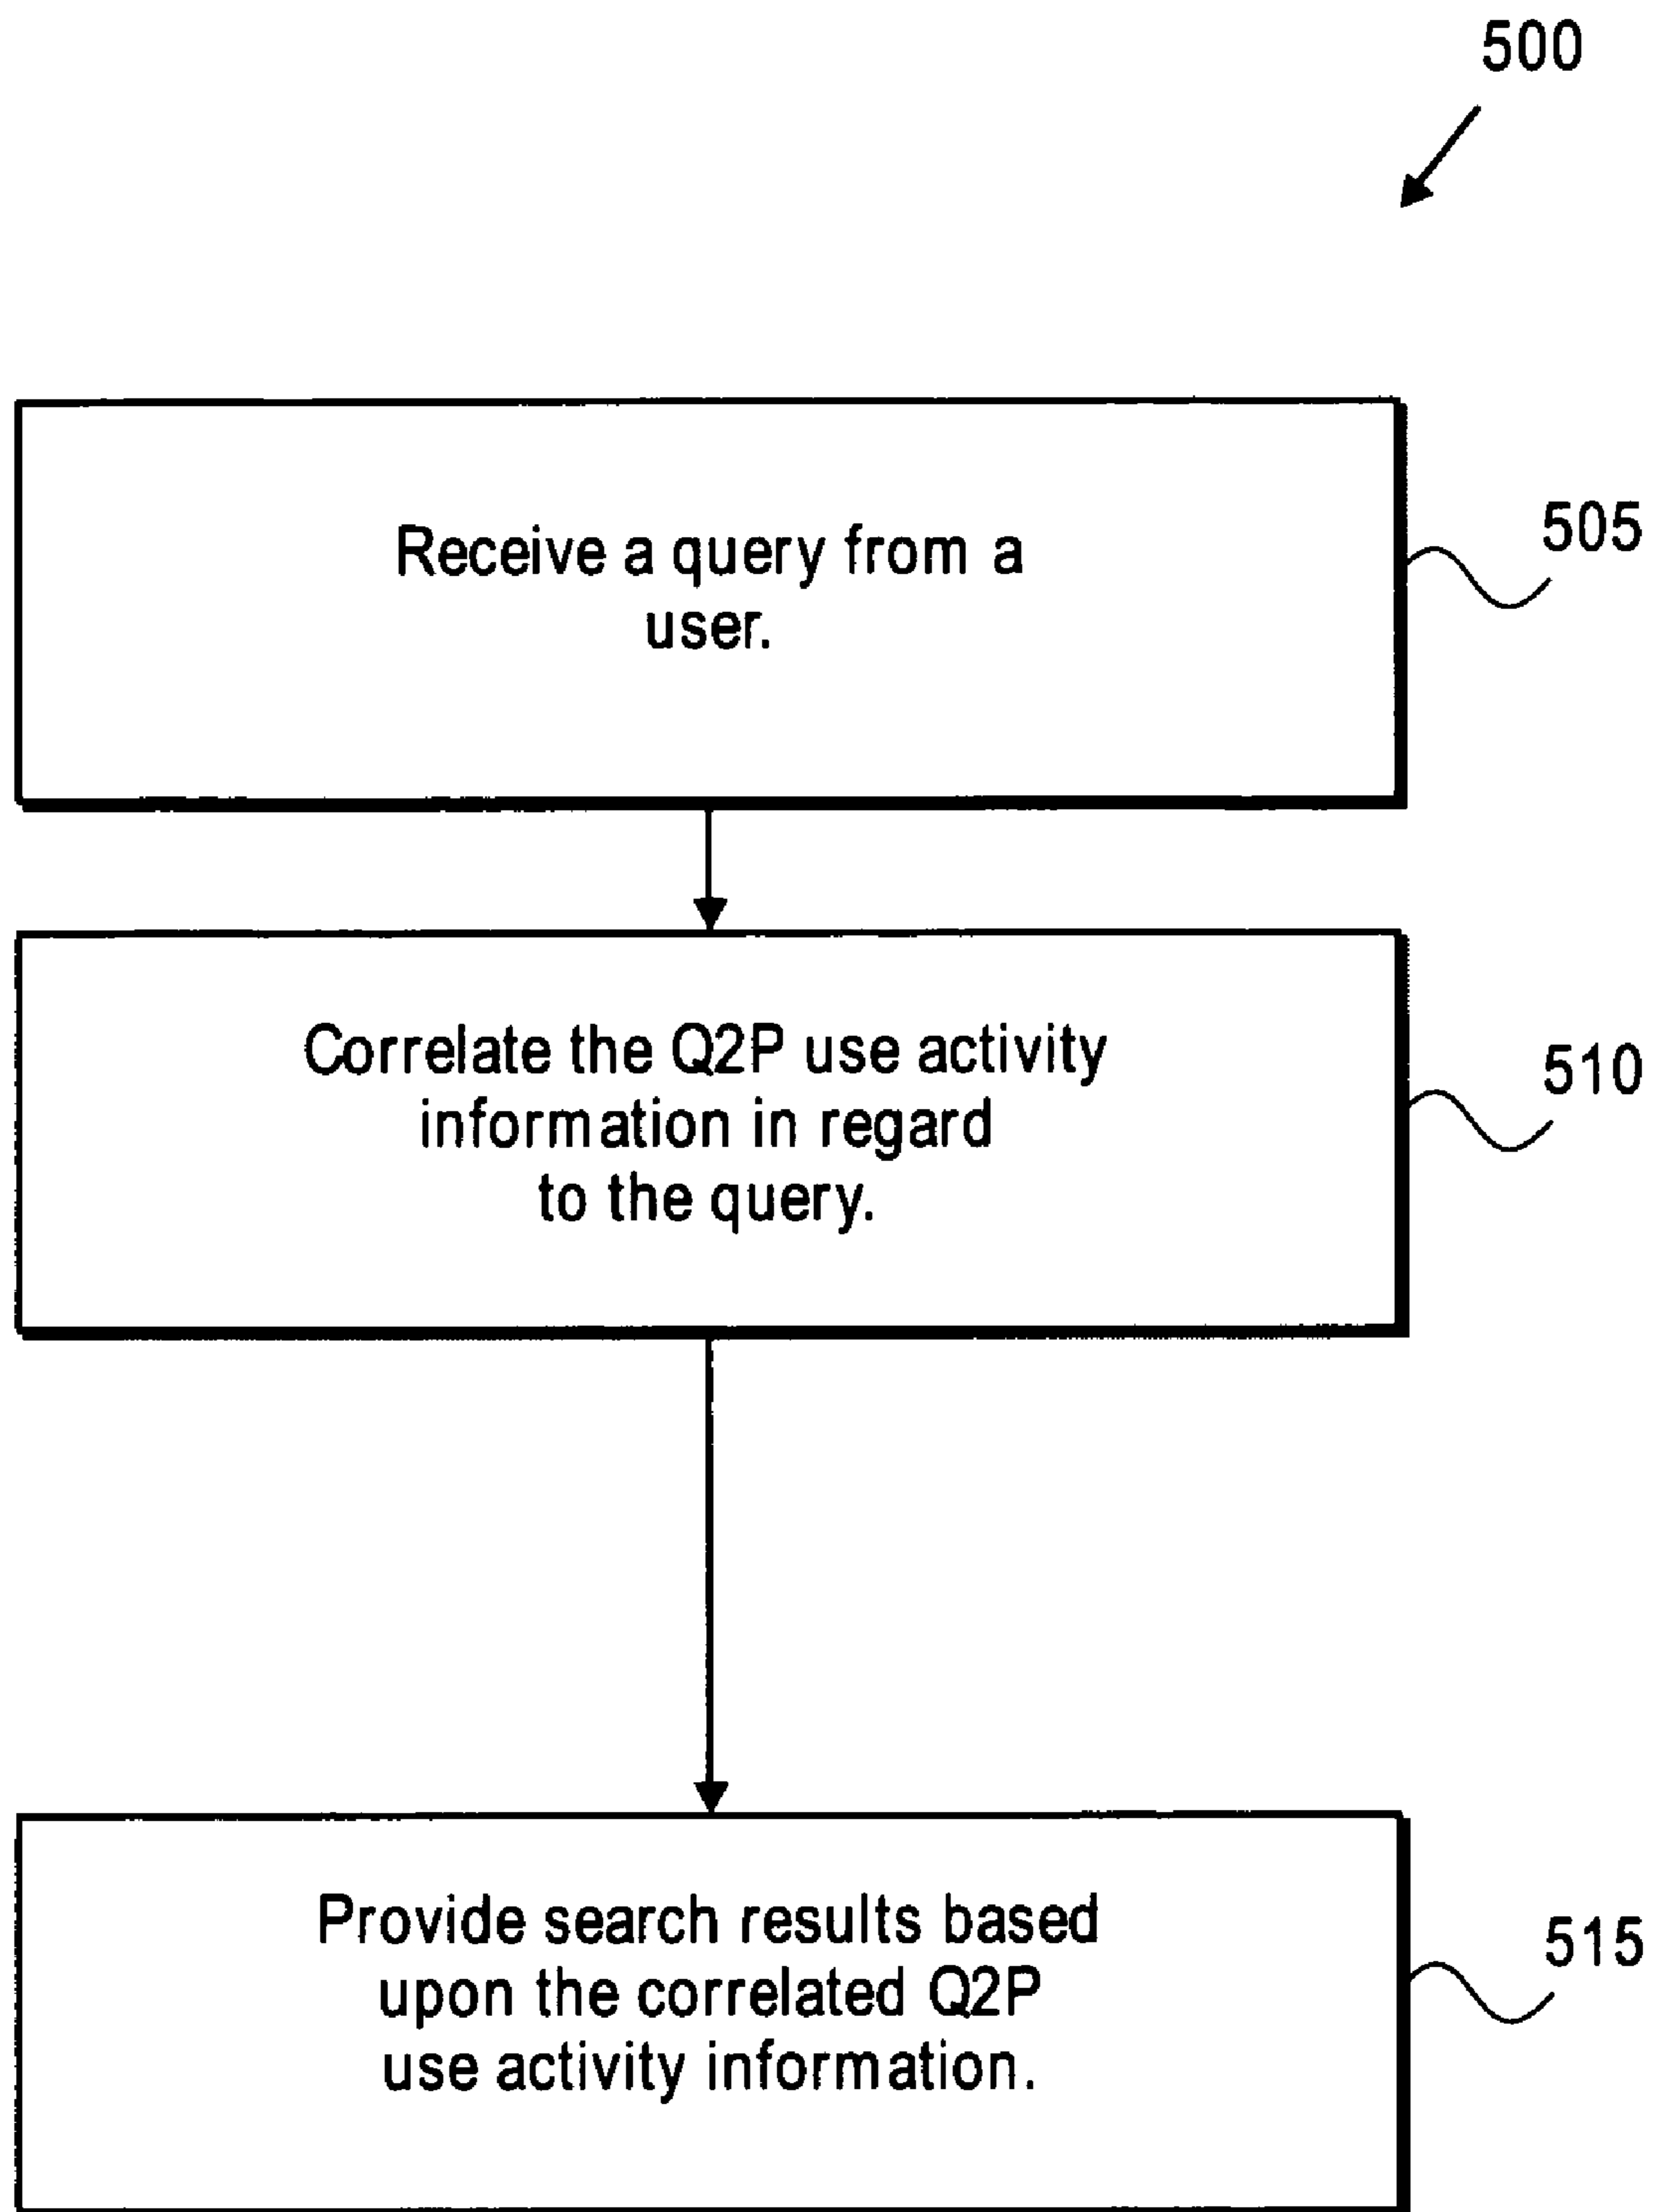 500
Receive a query from a
user.
505
Correlate the Q2P use activity
information in regard
to the query.
510
Provide search results based
upon the correlated Q2P
use activity information.
515